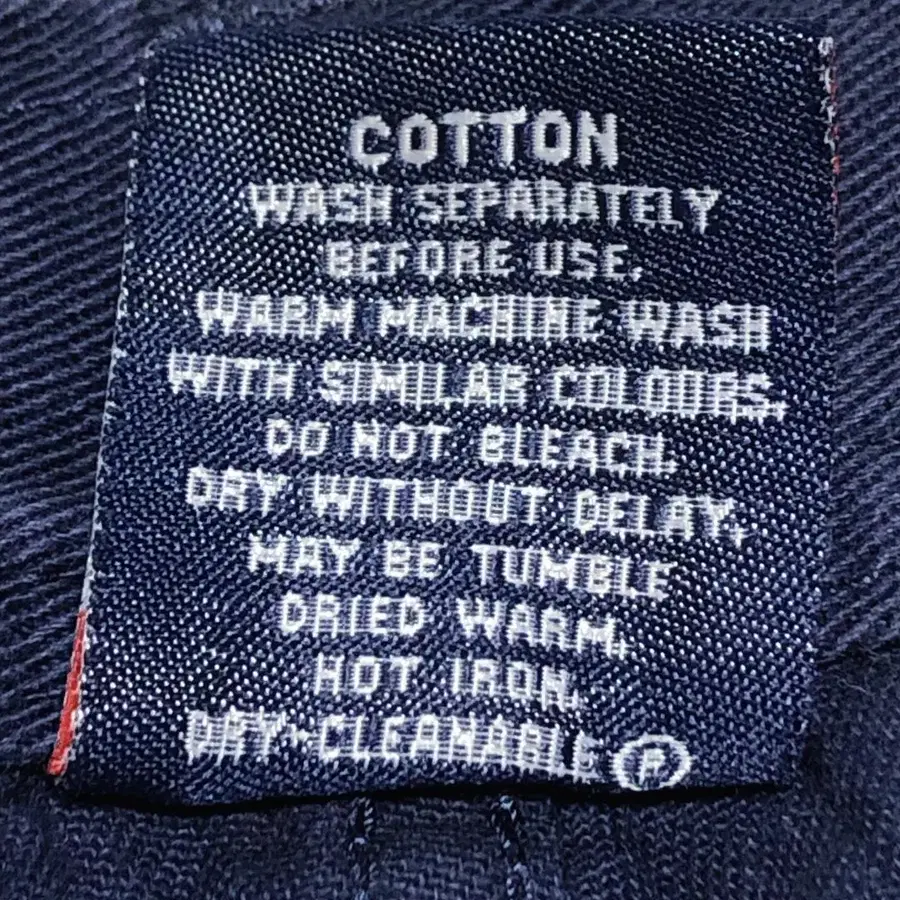 COTTON
WASH SEPARATELY
BEFORE USE.
WARM MACHINE WASH
WITH SIMILAR COLOURS.
DO NOT BLEACH.
DRY WITHOUT DELAY.
MAY BE TUMBLE
DRIED WARM.
HOT IRON.
DRY-CLEANABLE Ⓟ